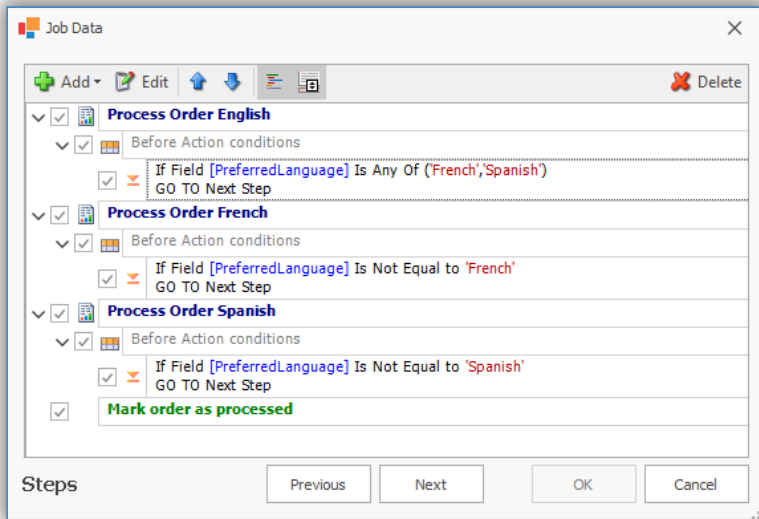 Job Data
Add Edit Delete
Process Order English
Before Action conditions
If Field [PreferredLanguage] Is Any Of ('French','Spanish')
GO TO Next Step
Process Order French
Before Action conditions
If Field [PreferredLanguage] Is Not Equal to 'French'
GO TO Next Step
Process Order Spanish
Before Action conditions
If Field [PreferredLanguage] Is Not Equal to 'Spanish'
GO TO Next Step
Mark order as processed
Steps Previous Next OK Cancel